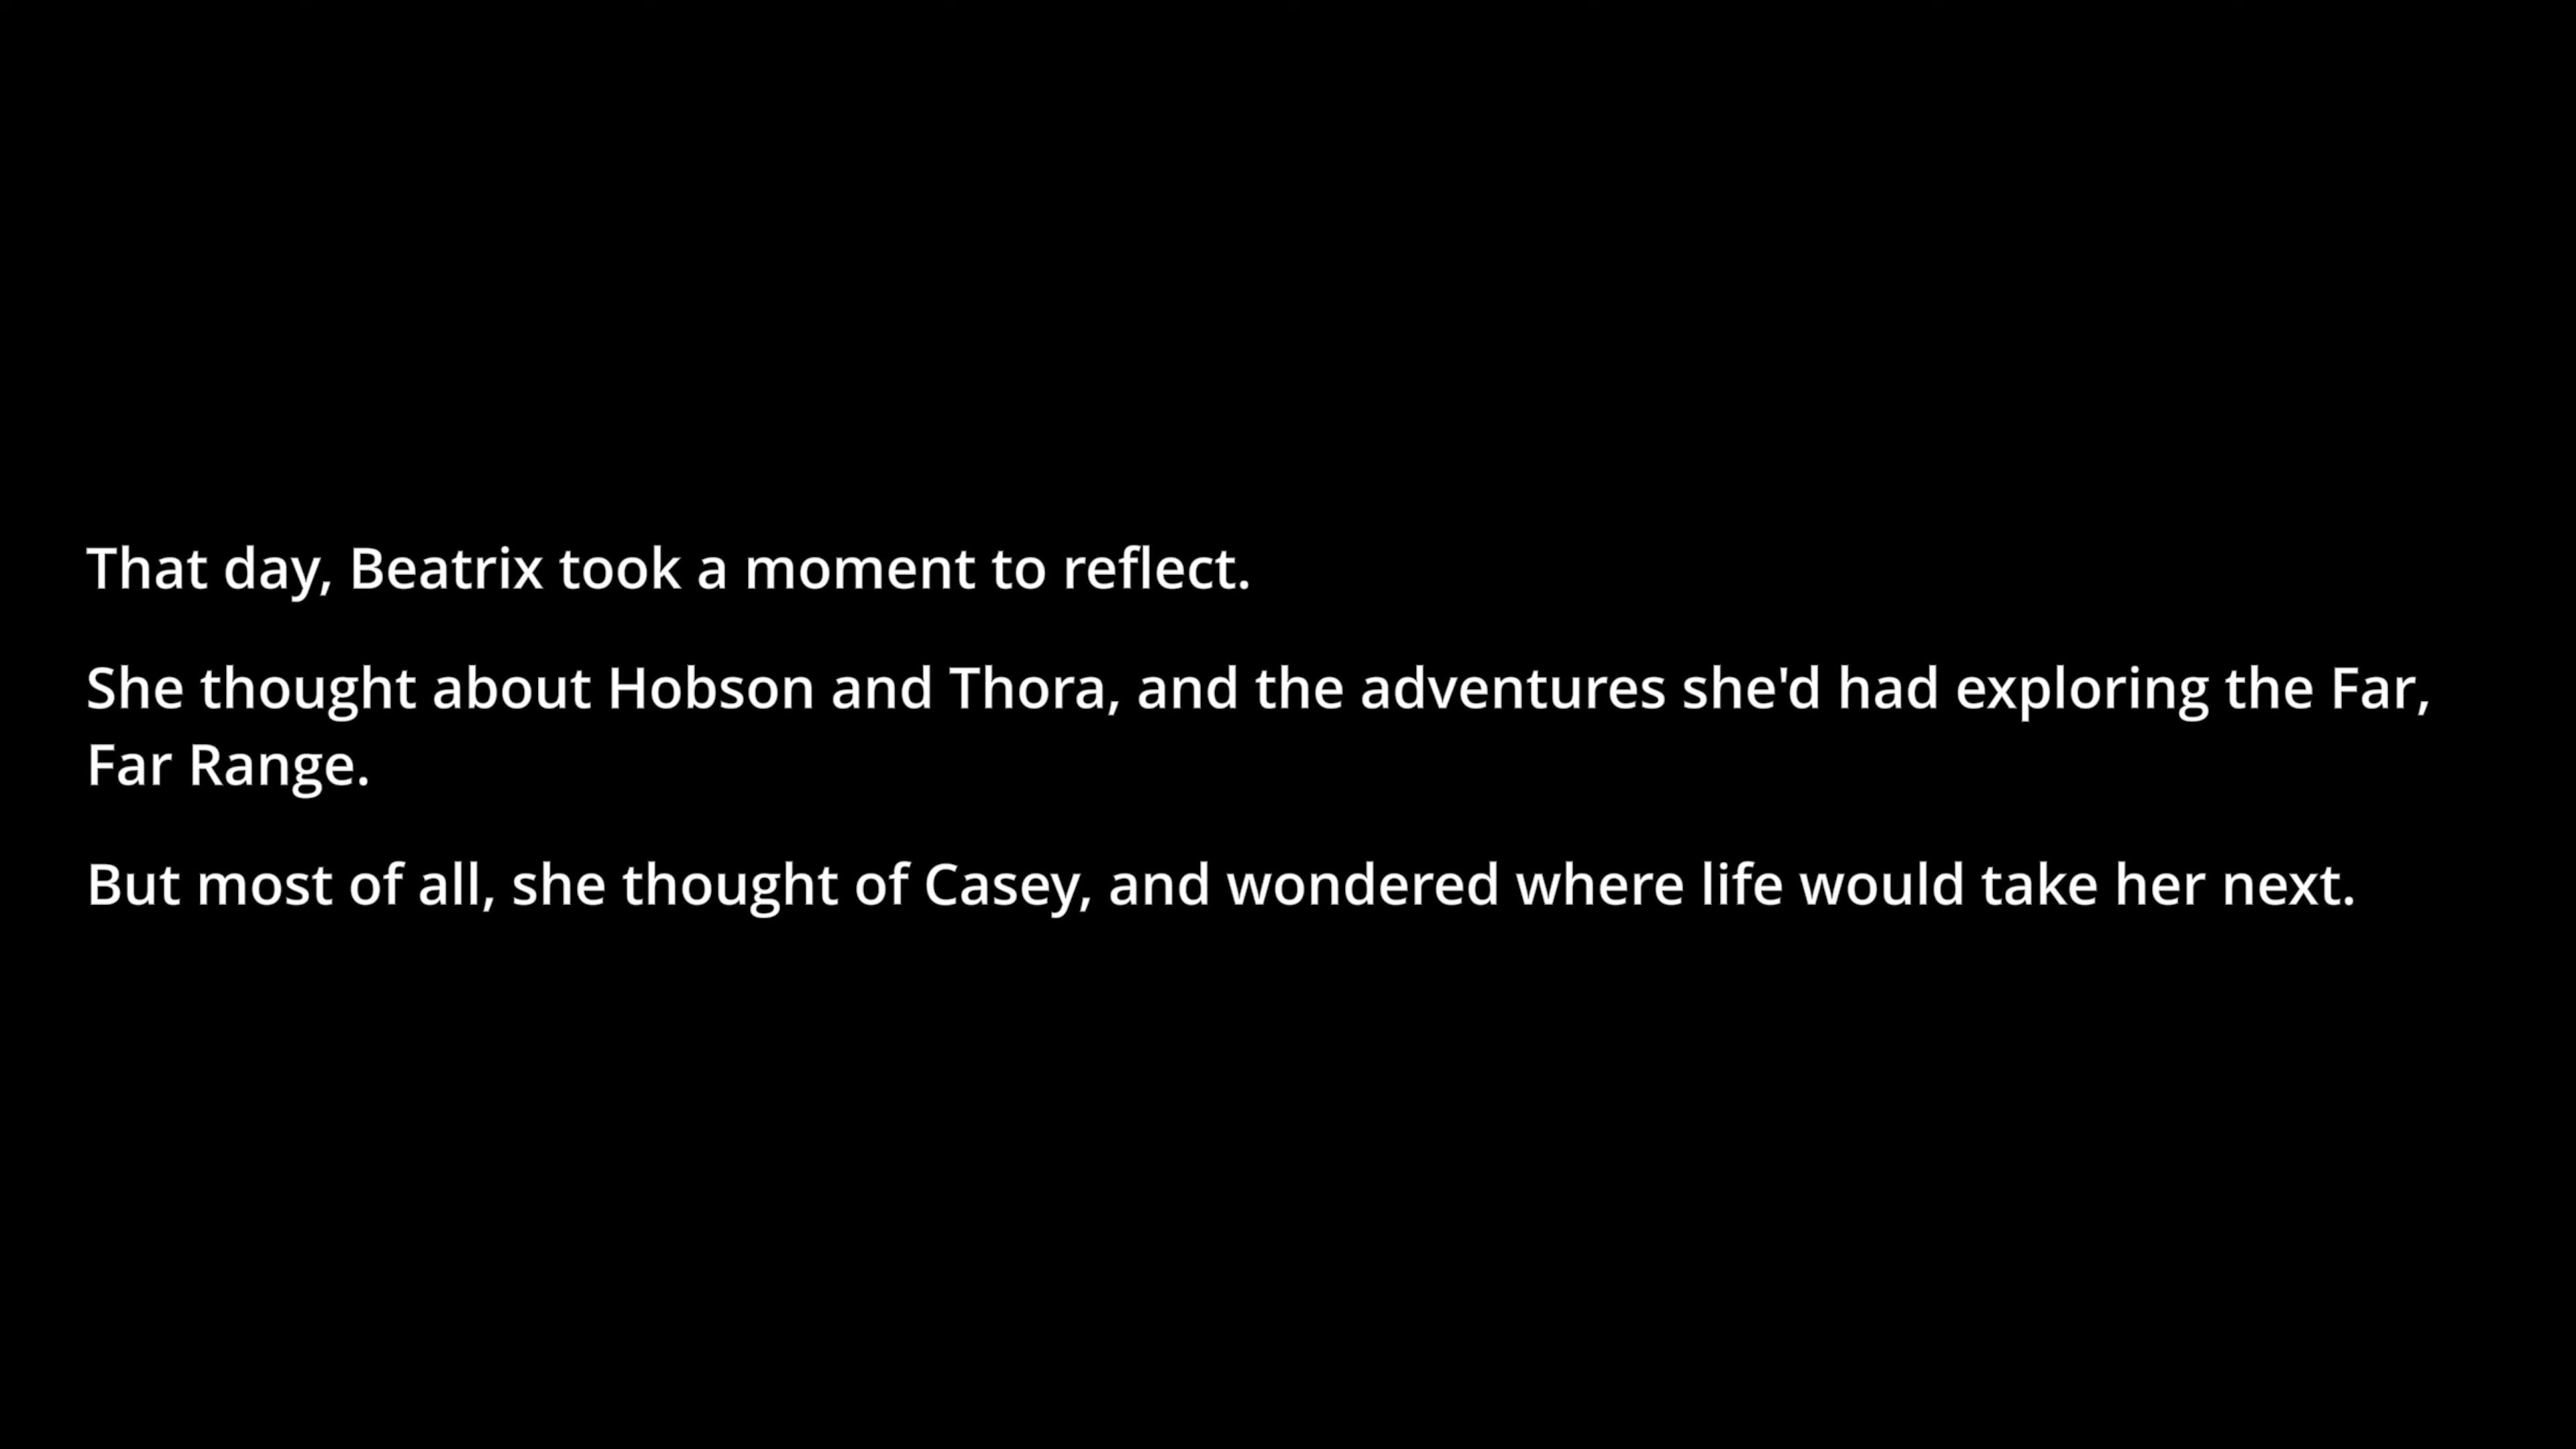 That day, Beatrix took a moment to reflect.
She thought about Hobson and Thora, and the adventures she'd had exploring the Far,
Far Range.
But most of all, she thought of Casey, and wondered where life would take her next.